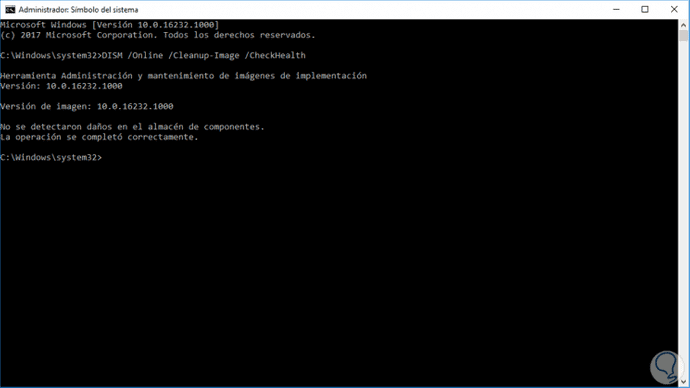 Administrador: Símbolo del sistema
Microsoft Windows [Versión 10.0.16232.1000]
(c) 2017 Microsoft Corporation. Todos los derechos reservados.
C:\Windows\system32>DISM /Online /Cleanup-Image /CheckHealth
Herramienta Administración y mantenimiento de imágenes de implementación
Versión: 10.0.16232.1000
Versión de imagen: 10.0.16232.1000
No se detectaron daños en el almacén de componentes.
La operación se completó correctamente.
C:\Windows\system32>